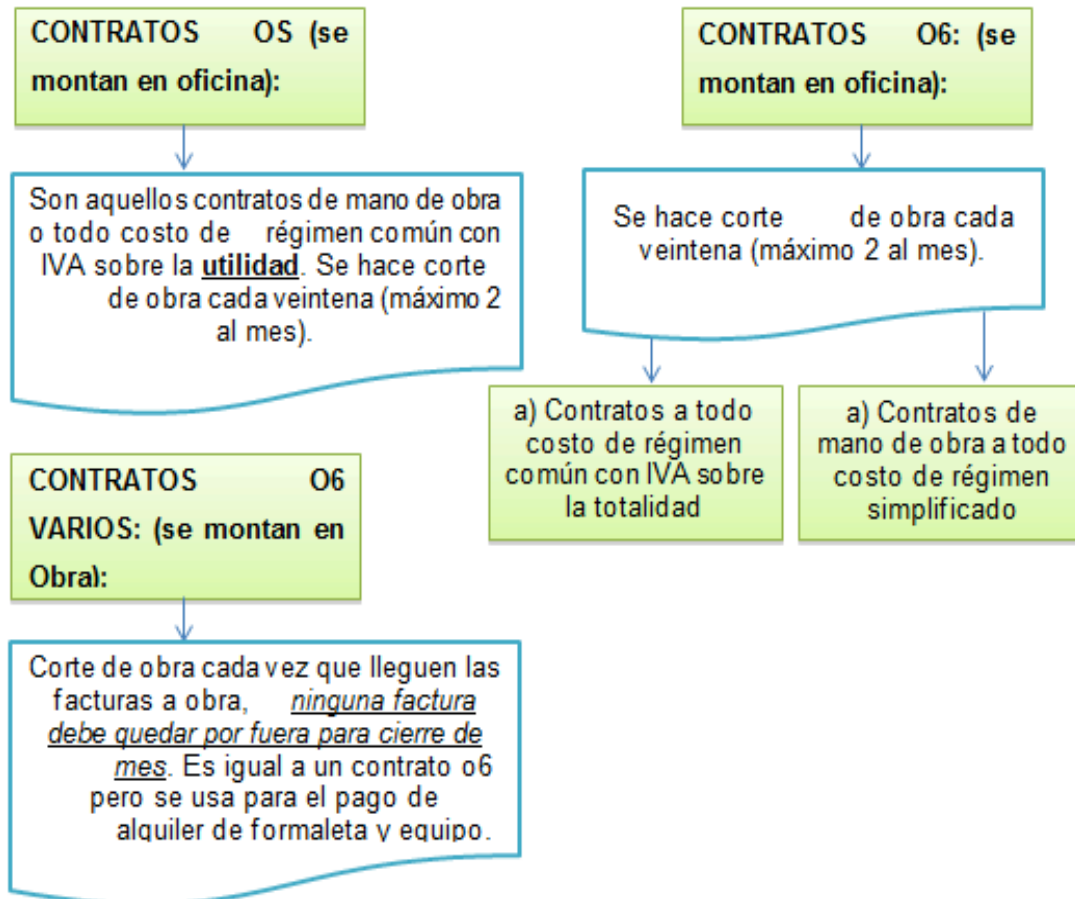 CONTRATOS OS (se
montan en oficina):
Son aquellos contratos de mano de obra
o todo costo de régimen común con
IVA sobre la utilidad. Se hace corte
de obra cada veintena (máximo 2
al mes).
CONTRATOS O6: (se
montan en oficina):
Se hace corte de obra cada
veintena (máximo 2 al mes).
a) Contratos a todo
costo de régimen
común con IVA sobre
la totalidad
a) Contratos de
mano de obra a todo
costo de régimen
simplificado
CONTRATOS O6
VARIOS: (se montan en
Obra):
Corte de obra cada vez que lleguen las
facturas a obra, ninguna factura
debe quedar por fuera para cierre de
mes. Es igual a un contrato o6
pero se usa para el pago de
alquiler de formaleta y equipo.